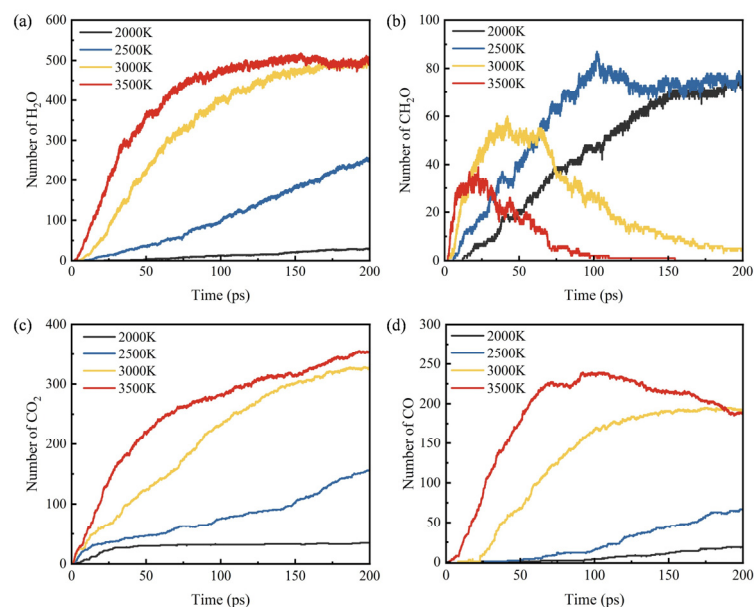 (a)
2000K
2500K
3000K
3500K
Number of H₂O
600
500
400
300
200
100
0
0 50 100 150 200
Time (ps)
(b)
2000K
2500K
3000K
3500K
Number of CH₂O
100
80
60
40
20
0
0 50 100 150 200
Time (ps)
(c)
2000K
2500K
3000K
3500K
Number of CO₂
400
300
200
100
0
0 50 100 150 200
Time (ps)
(d)
2000K
2500K
3000K
3500K
Number of CO
300
250
200
150
100
50
0
0 50 100 150 200
Time (ps)